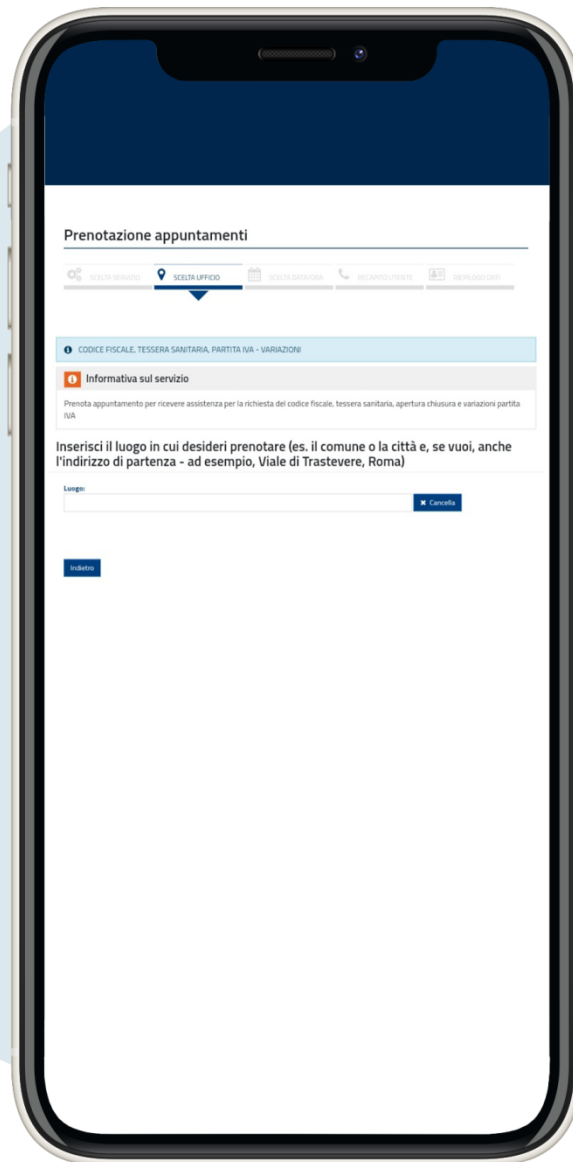 Prenotazione appuntamenti
SCELTA SERVIZIO
SCELTA UFFICIO
SCELTA DATA/ORA
RECAPITO UTENTE
RIEPILOGO DATI
CODICE FISCALE, TESSERA SANITARIA, PARTITA IVA - VARIAZIONI
Informativa sul servizio
Prenota appuntamento per ricevere assistenza per la richiesta del codice fiscale, tessera sanitaria, apertura chiusura e variazioni partita
IVA
Inserisci il luogo in cui desideri prenotare (es. il comune o la città e, se vuoi, anche
l'indirizzo di partenza - ad esempio, Viale di Trastevere, Roma)
Luogo:
✖ Cancella
Indietro